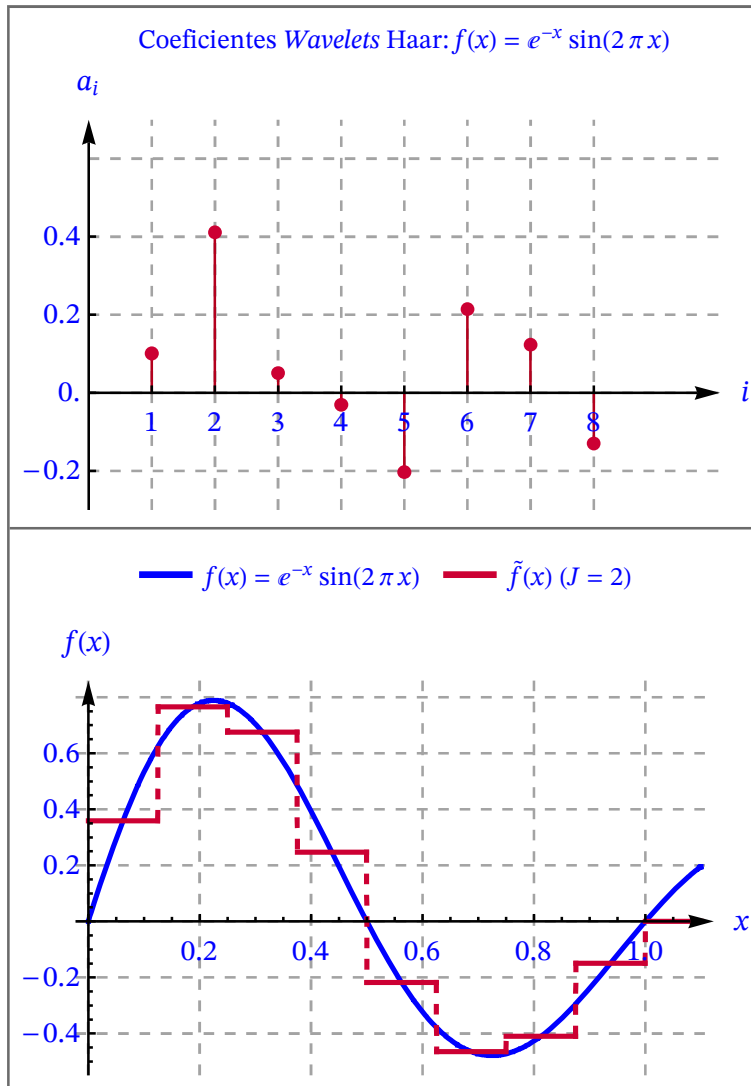 Coeficientes Wavelets Haar: f(x) = e^{-x} sin(2 π x)
a_i
0.4
0.2
0.
i
1 2 3 4 5 6 7 8
−0.2
f(x) = e^{-x} sin(2 π x) f̃(x) (J = 2)
f(x)
0.6
0.4
0.2
x
0.2 0.4 0.6 0.8 1.0
−0.2
−0.4